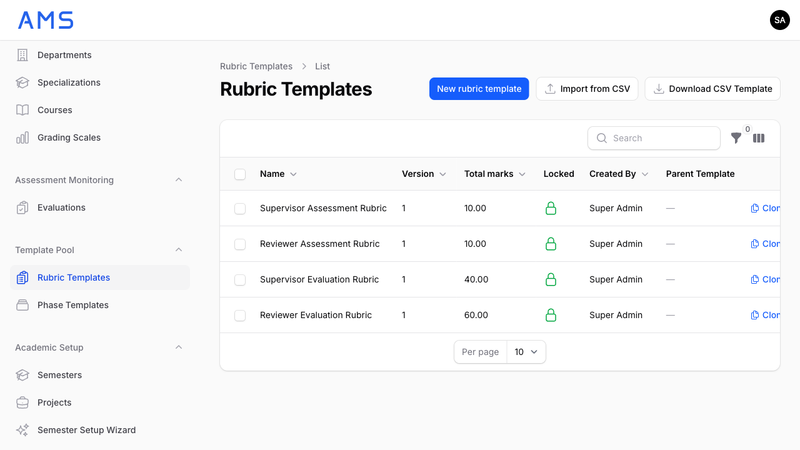 AMS
SA
Departments
Specializations
Courses
Grading Scales
Assessment Monitoring
Evaluations
Template Pool
Rubric Templates
Phase Templates
Academic Setup
Semesters
Projects
Semester Setup Wizard
Rubric Templates > List
Rubric Templates
New rubric template
Import from CSV
Download CSV Template
Search
0
Name Version Total marks Locked Created By Parent Template
Supervisor Assessment Rubric 1 10.00 Super Admin — Clon
Reviewer Assessment Rubric 1 10.00 Super Admin — Clon
Supervisor Evaluation Rubric 1 40.00 Super Admin — Clon
Reviewer Evaluation Rubric 1 60.00 Super Admin — Clon
Per page 10